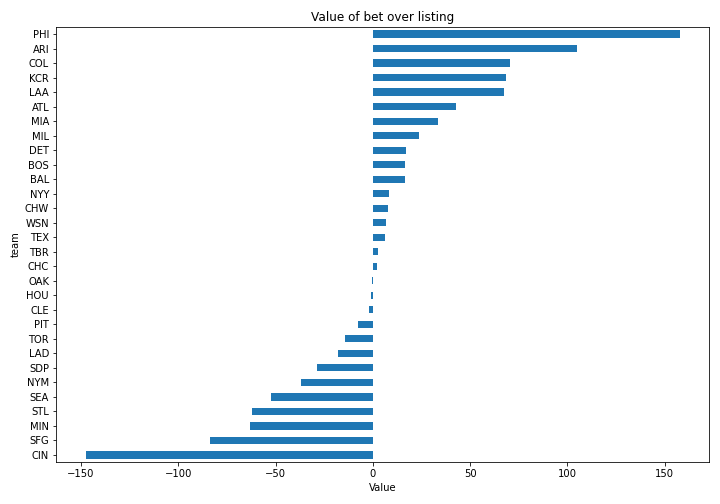 Value of bet over listing
PHI
ARI
COL
KCR
LAA
ATL
MIA
MIL
DET
BOS
BAL
NYY
CHW
WSN
TEX
TBR
CHC
OAK
HOU
CLE
PIT
TOR
LAD
SDP
NYM
SEA
STL
MIN
SFG
CIN
team
−150 −100 −50 0 50 100 150
Value